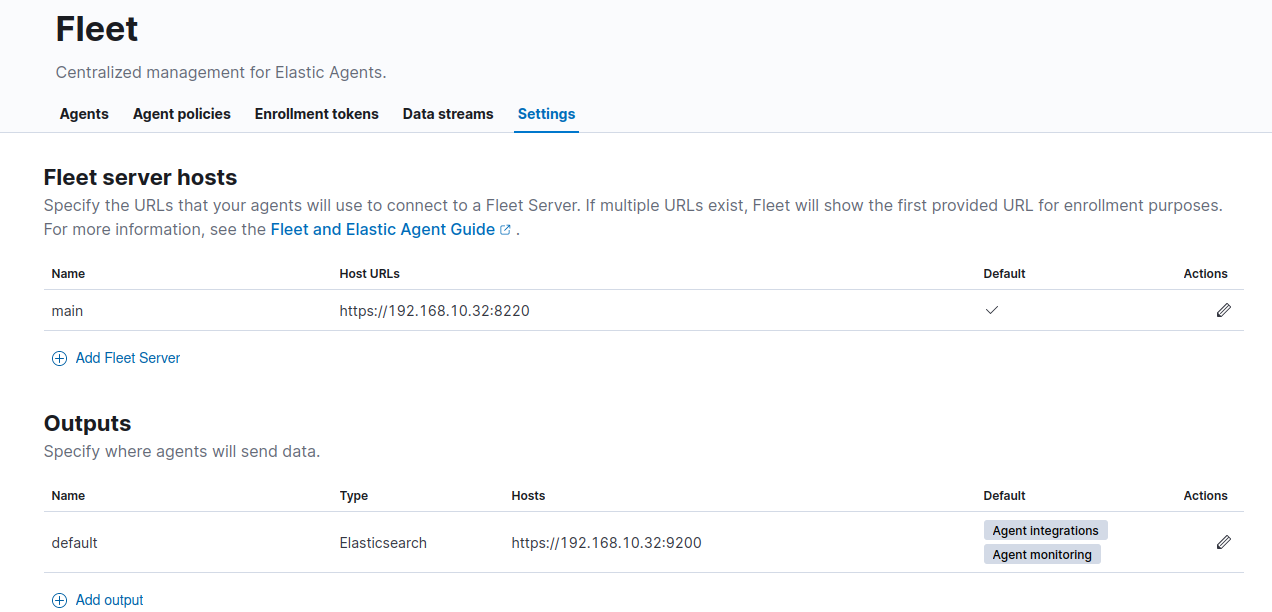 Fleet
Centralized management for Elastic Agents.
Agents Agent policies Enrollment tokens Data streams Settings
Fleet server hosts
Specify the URLs that your agents will use to connect to a Fleet Server. If multiple URLs exist, Fleet will show the first provided URL for enrollment purposes.
For more information, see the Fleet and Elastic Agent Guide .
Name Host URLs Default Actions
main https://192.168.10.32:8220
Add Fleet Server
Outputs
Specify where agents will send data.
Name Type Hosts Default Actions
default Elasticsearch https://192.168.10.32:9200 Agent integrations
Agent monitoring
Add output